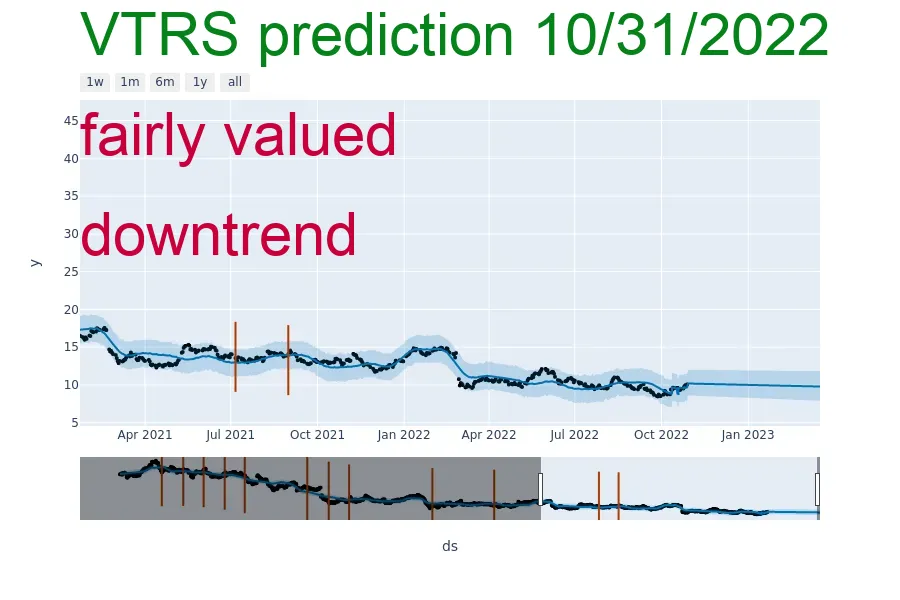 VTRS prediction 10/31/2022
1w 1m 6m 1y all
fairly valued
downtrend
45
40
35
30
25
20
15
10
5
y
Apr 2021 Jul 2021 Oct 2021 Jan 2022 Apr 2022 Jul 2022 Oct 2022 Jan 2023
ds